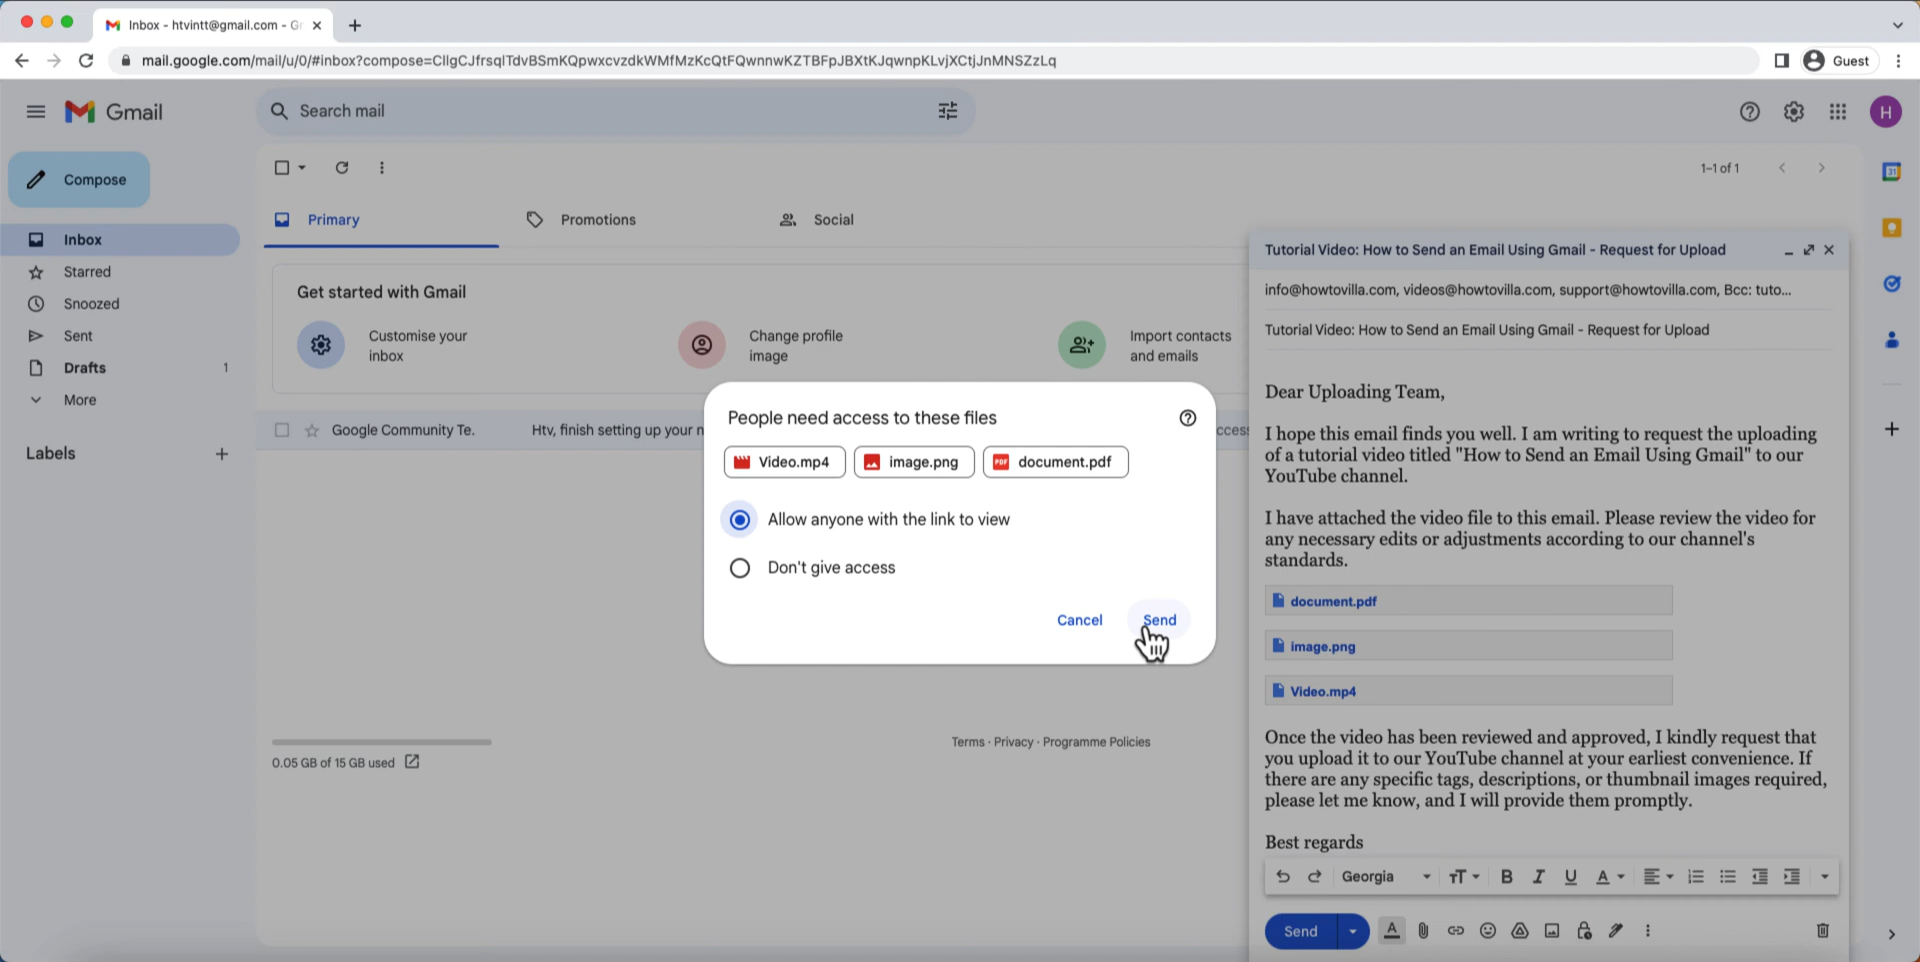 Inbox - htvintt@gmail.com - G
mail.google.com/mail/u/0/#inbox?compose=CllgCJfrsqlTdvBSmKQpwxcvzdkWMfMzKcQtFQwnnwKZTBFpJBXtKJqwnpKLvjXCtjJnMNSZzLq
Guest
Gmail
Search mail
H
Compose
1–1 of 1
31
Primary
Promotions
Social
Inbox
Starred
Snoozed
Sent
Drafts 1
More
Labels
Get started with Gmail
Customise your
inbox
Change profile
image
Import contacts
and emails
Google Community Te. Htv, finish setting up your n
People need access to these files
Video.mp4
image.png
PDF document.pdf
Allow anyone with the link to view
Don't give access
Cancel
Send
Terms · Privacy · Programme Policies
0.05 GB of 15 GB used
Tutorial Video: How to Send an Email Using Gmail - Request for Upload
info@howtovilla.com, videos@howtovilla.com, support@howtovilla.com, Bcc: tuto...
Tutorial Video: How to Send an Email Using Gmail - Request for Upload
Dear Uploading Team,
I hope this email finds you well. I am writing to request the uploading
of a tutorial video titled "How to Send an Email Using Gmail" to our
YouTube channel.
I have attached the video file to this email. Please review the video for
any necessary edits or adjustments according to our channel's
standards.
document.pdf
image.png
Video.mp4
Once the video has been reviewed and approved, I kindly request that
you upload it to our YouTube channel at your earliest convenience. If
there are any specific tags, descriptions, or thumbnail images required,
please let me know, and I will provide them promptly.
Best regards
Georgia
Send